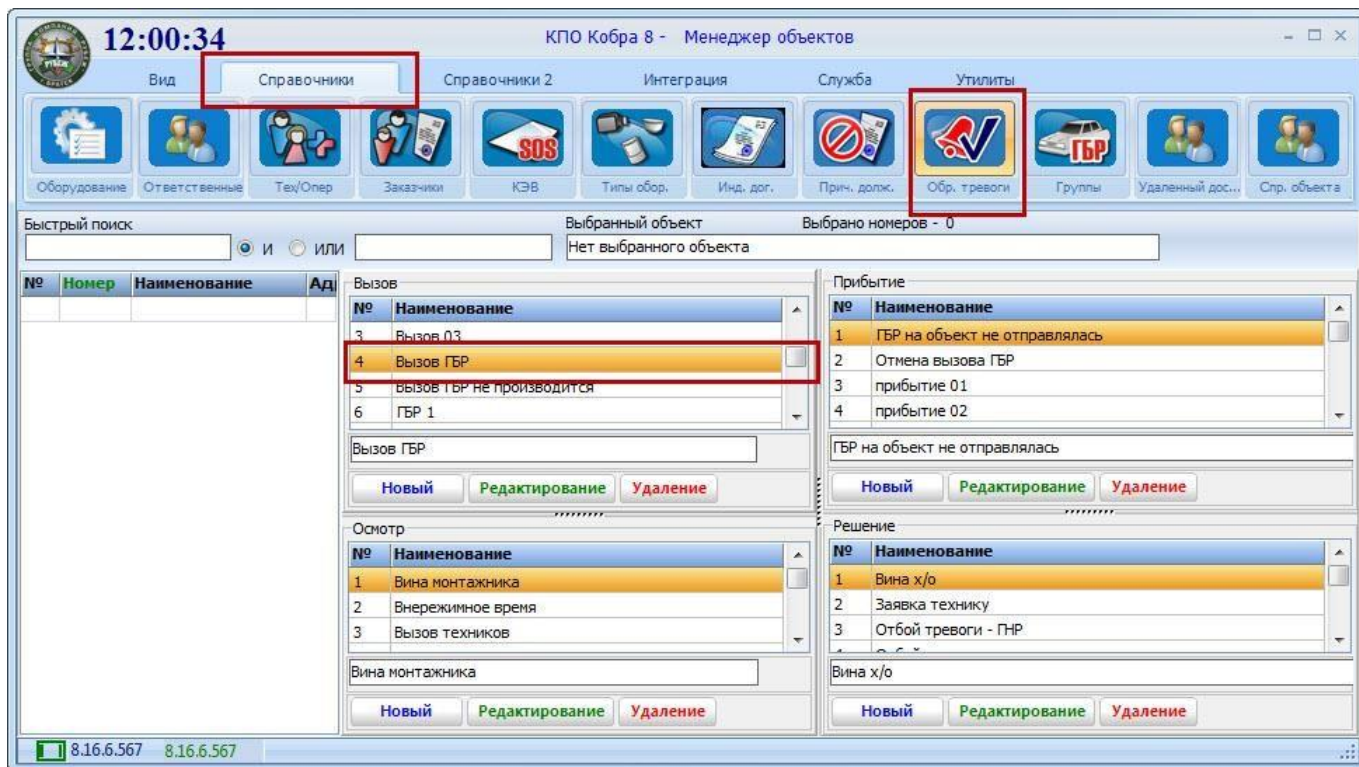 12:00:34
КПО Кобра 8 - Менеджер объектов
Вид Справочники Справочники 2 Интеграция Служба Утилиты
SOS ГБР
Оборудование Ответственные Тех/Опер Заказчики КЭВ Типы обор. Инд. дог. Прич. долж. Обр. тревоги Группы Удаленный дос... Спр. объекта
Быстрый поиск Выбранный объект Выбрано номеров - 0
и или Нет выбранного объекта
№ Номер Наименование Ад
Вызов
№ Наименование
3 Вызов 03
4 Вызов ГБР
5 Вызов ГБР не производится
6 ГБР 1
Вызов ГБР
Новый Редактирование Удаление
Прибытие
№ Наименование
1 ГБР на объект не отправлялась
2 Отмена вызова ГБР
3 прибытие 01
4 прибытие 02
ГБР на объект не отправлялась
Новый Редактирование Удаление
Осмотр
№ Наименование
1 Вина монтажника
2 Внережимное время
3 Вызов техников
Вина монтажника
Новый Редактирование Удаление
Решение
№ Наименование
1 Вина х/о
2 Заявка технику
3 Отбой тревоги - ГНР
Вина х/о
Новый Редактирование Удаление
8.16.6.567 8.16.6.567